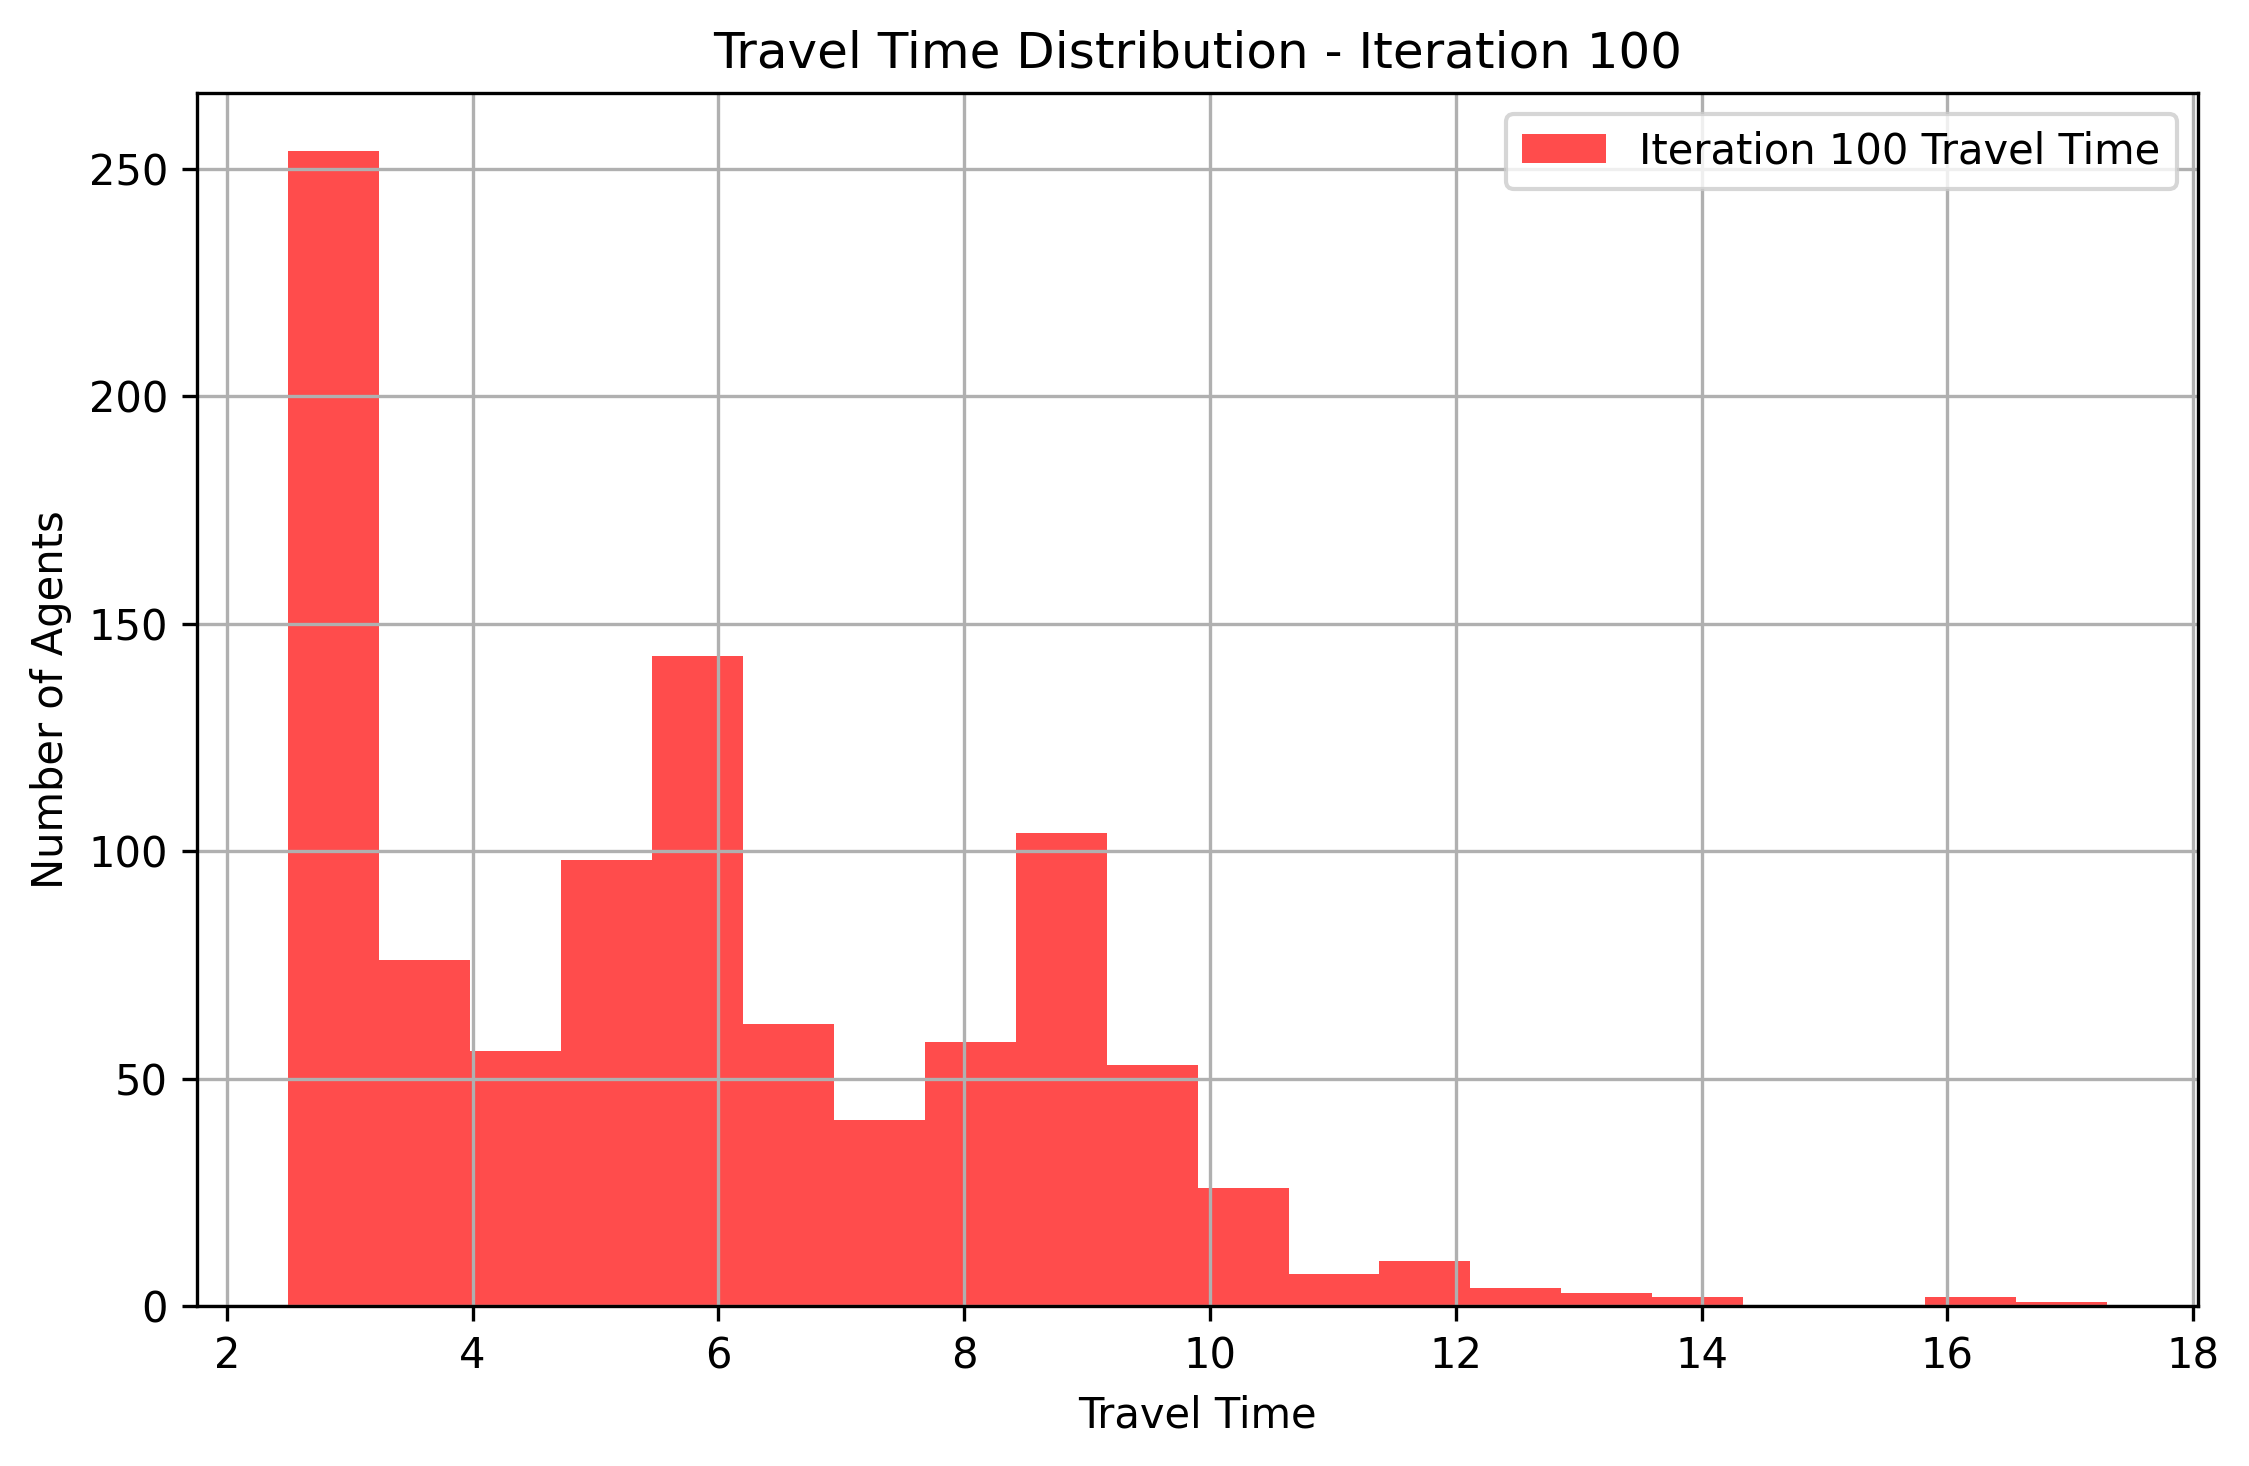 Travel Time Distribution - Iteration 100
Iteration 100 Travel Time
Number of Agents
250
200
150
100
50
0
2 4 6 8 10 12 14 16 18
Travel Time